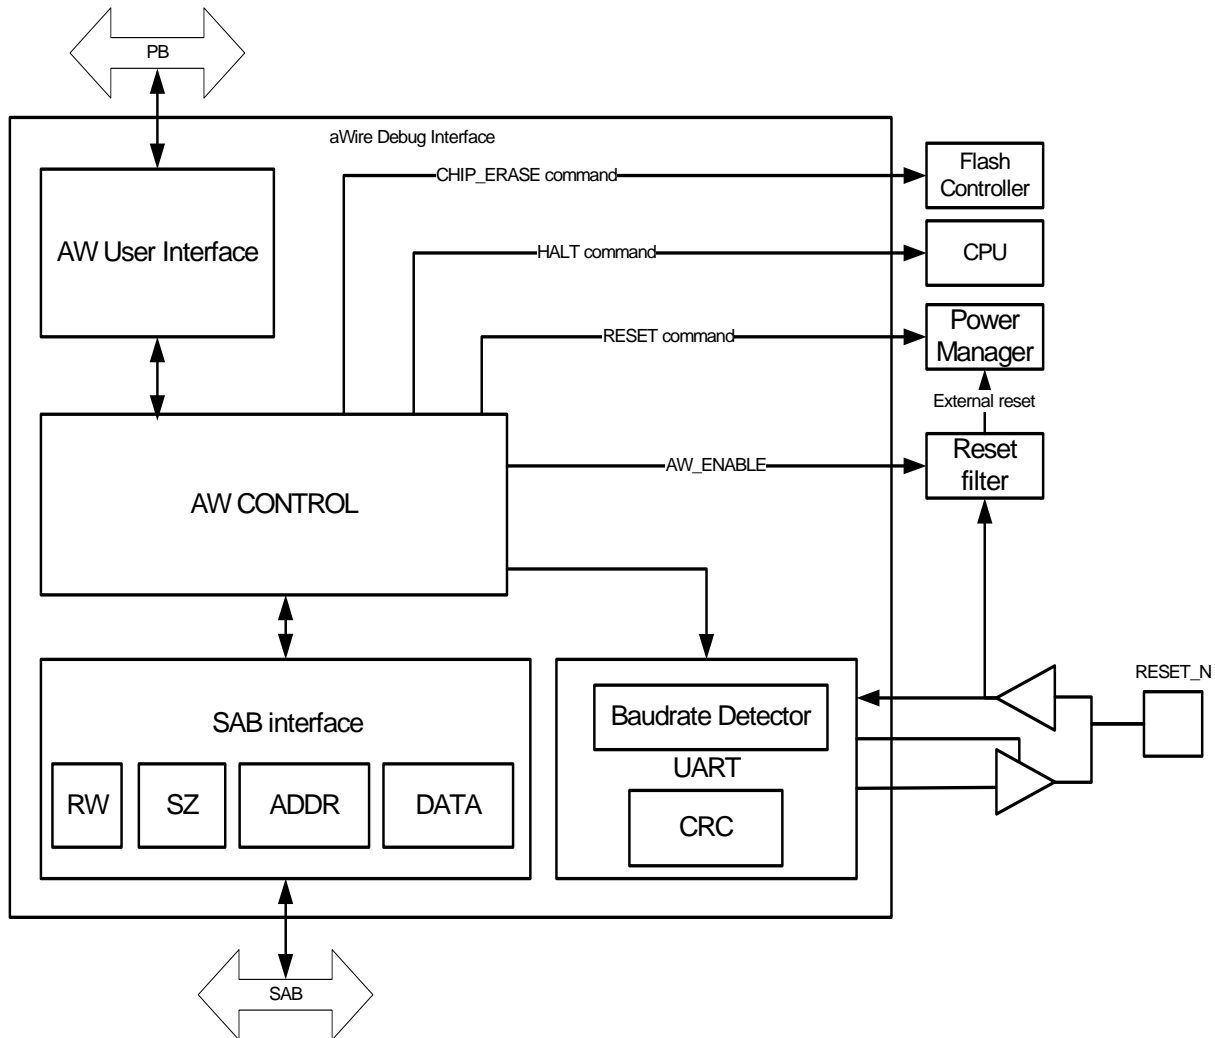 PB
aWire Debug Interface
Flash
Controller
CHIP_ERASE command
AW User Interface
HALT command
CPU
RESET command
Power
Manager
External reset
AW CONTROL
AW_ENABLE
Reset
filter
RESET_N
SAB interface
Baudrate Detector
UART
RW
SZ
ADDR
DATA
CRC
SAB